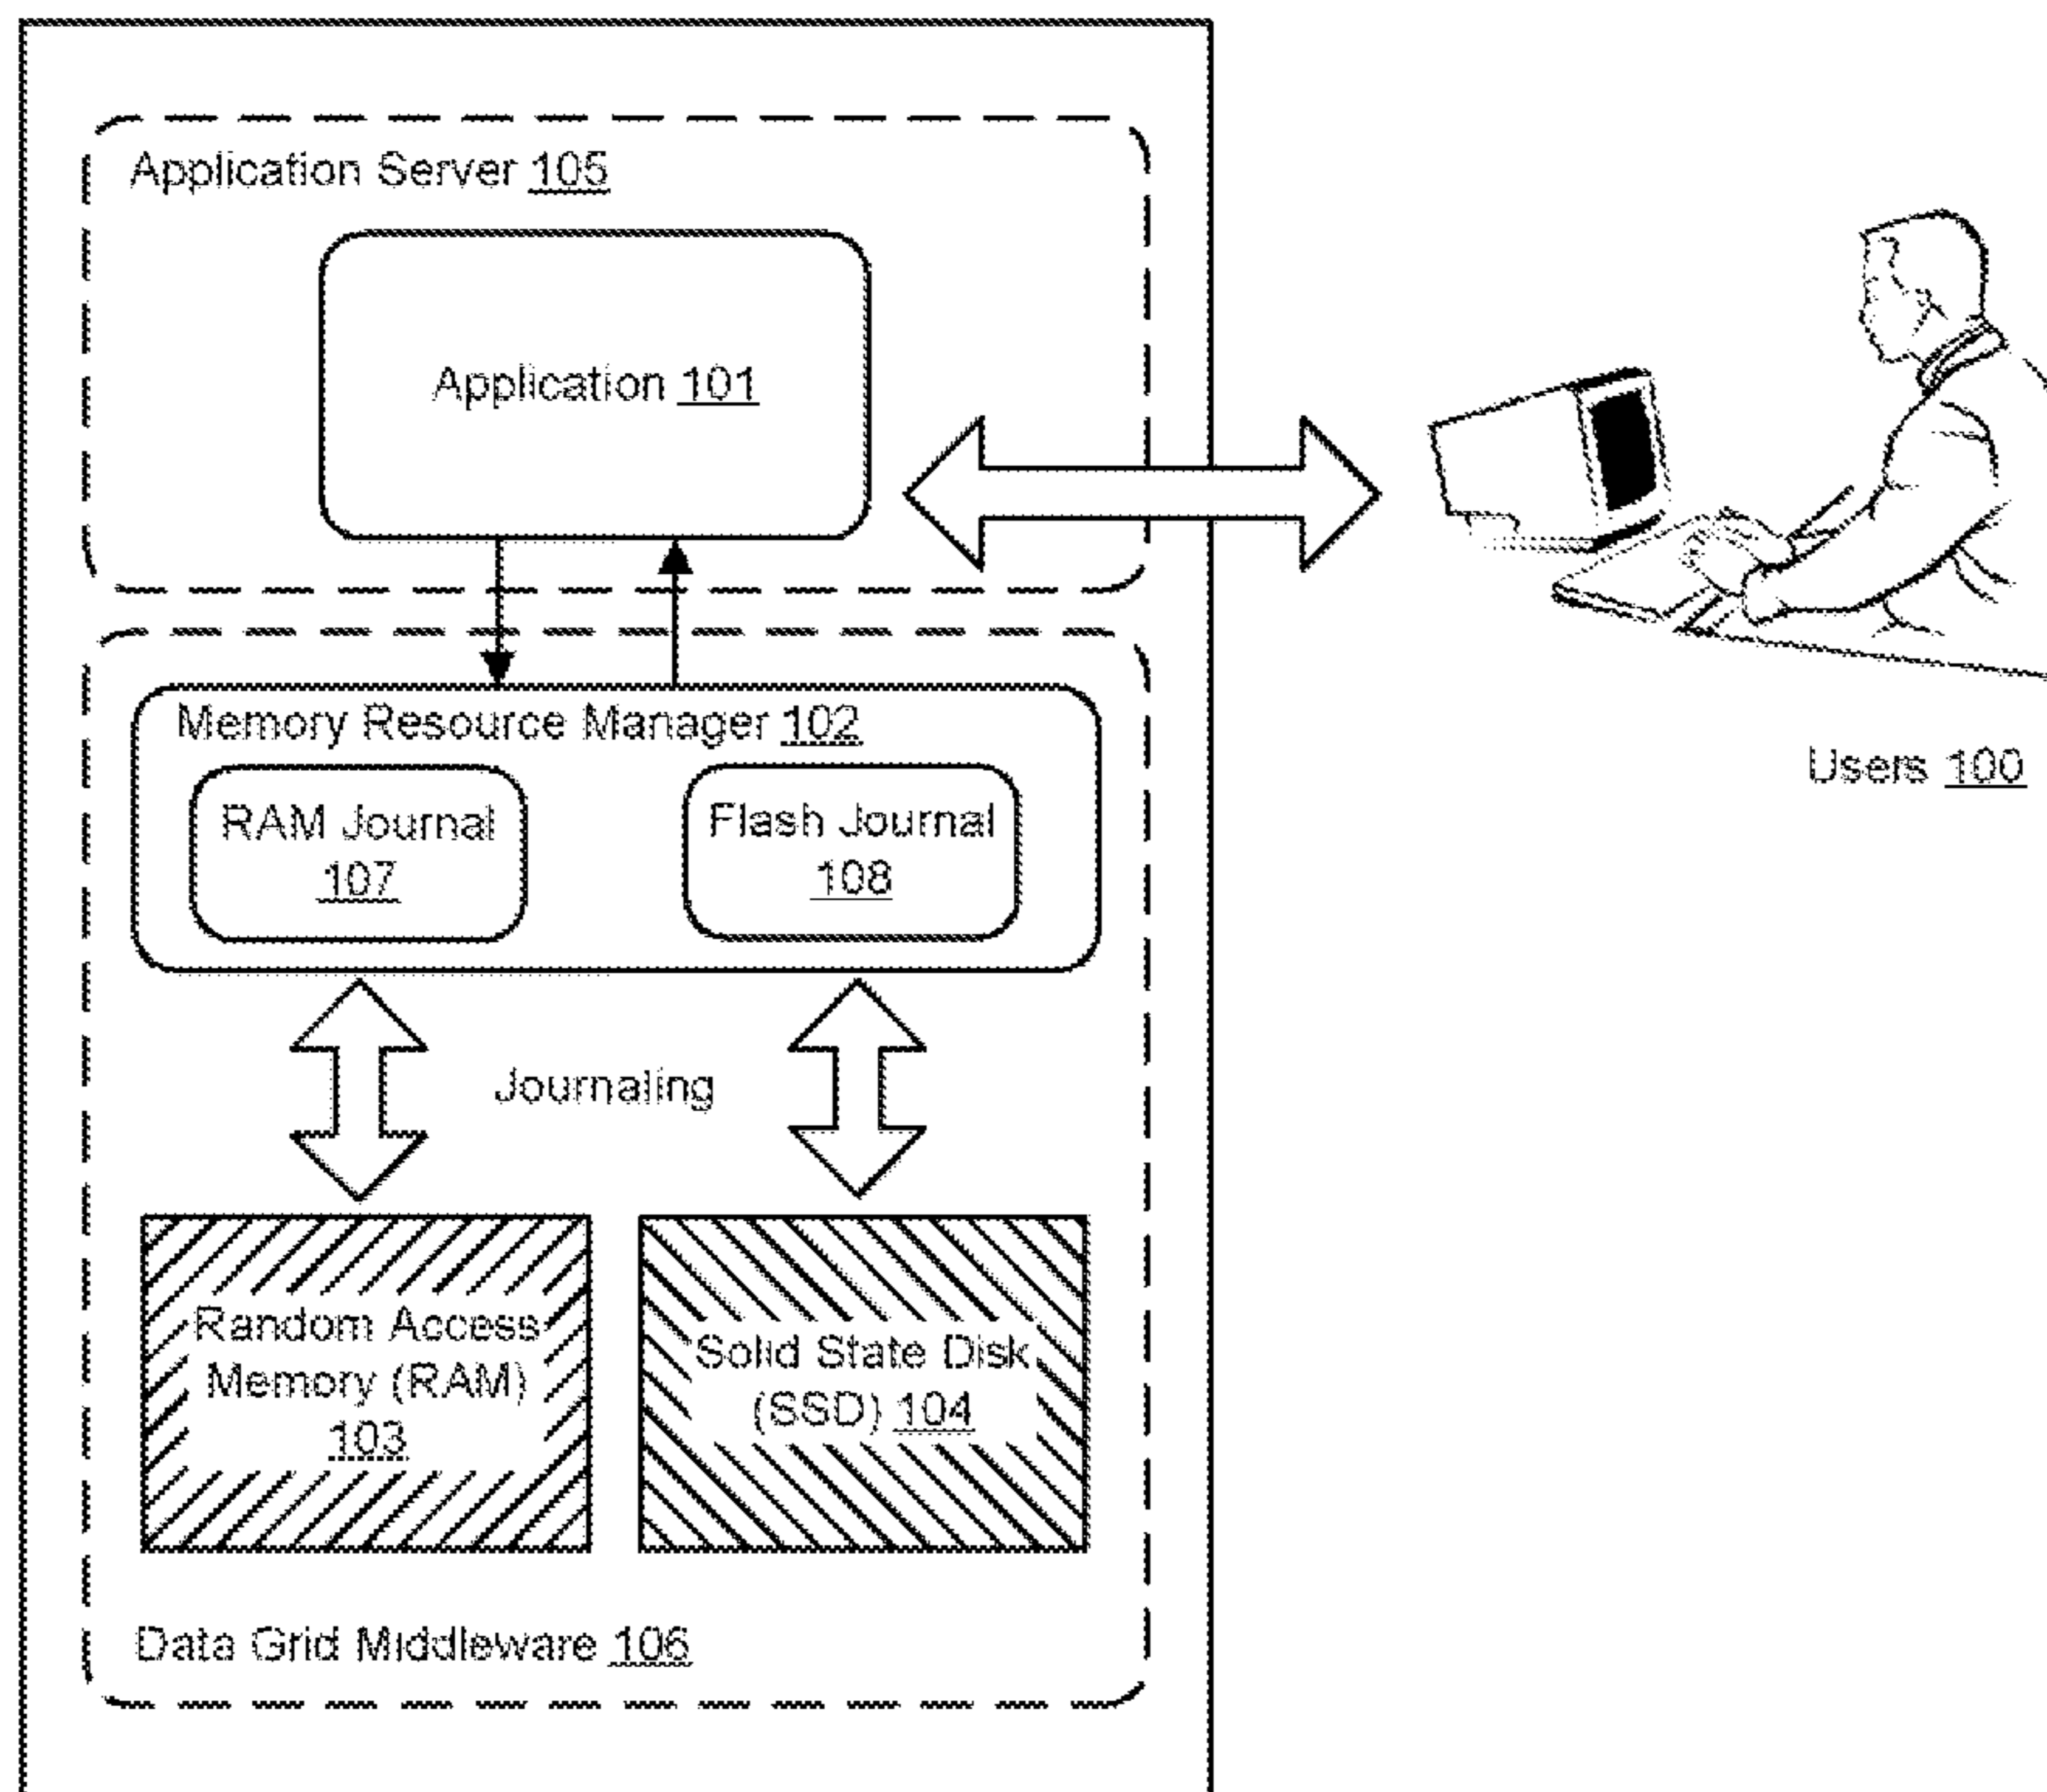 Application Server 105
Application 101
Memory Resource Manager 102
RAM Journal
107
Flash Journal
108
Users 100
Journaling
Random Access
Memory (RAM)
103
Solid State Disk
(SSD) 104
Data Grid Middleware 106